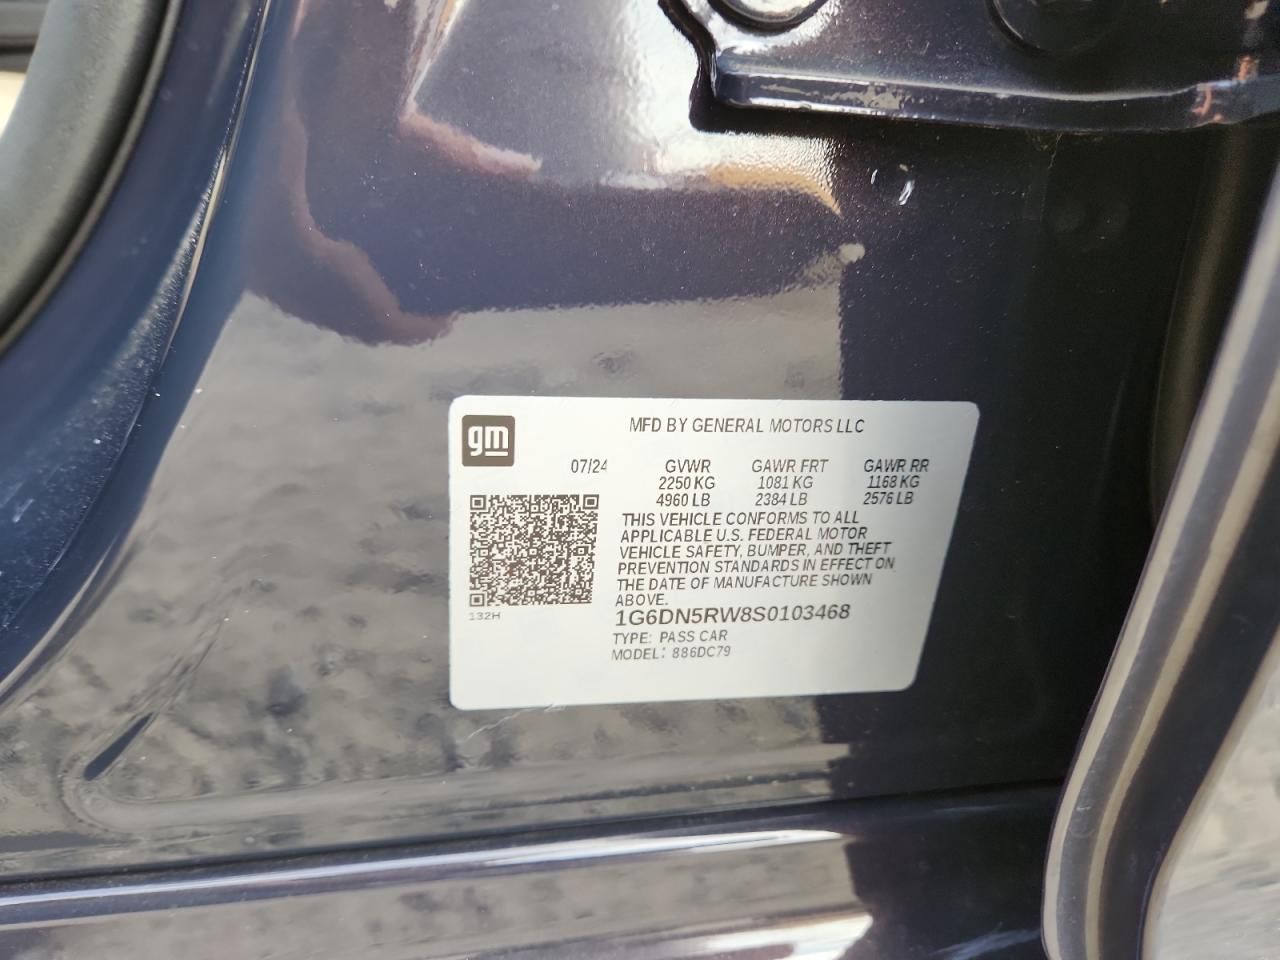 gm
MFD BY GENERAL MOTORS LLC
07/24 GVWR GAWR FRT GAWR RR
2250 KG 1081 KG 1168 KG
4960 LB 2384 LB 2576 LB
THIS VEHICLE CONFORMS TO ALL
APPLICABLE U.S. FEDERAL MOTOR
VEHICLE SAFETY, BUMPER, AND THEFT
PREVENTION STANDARDS IN EFFECT ON
THE DATE OF MANUFACTURE SHOWN
ABOVE.
132H
1G6DN5RW8S0103468
TYPE: PASS CAR
MODEL: 886DC79